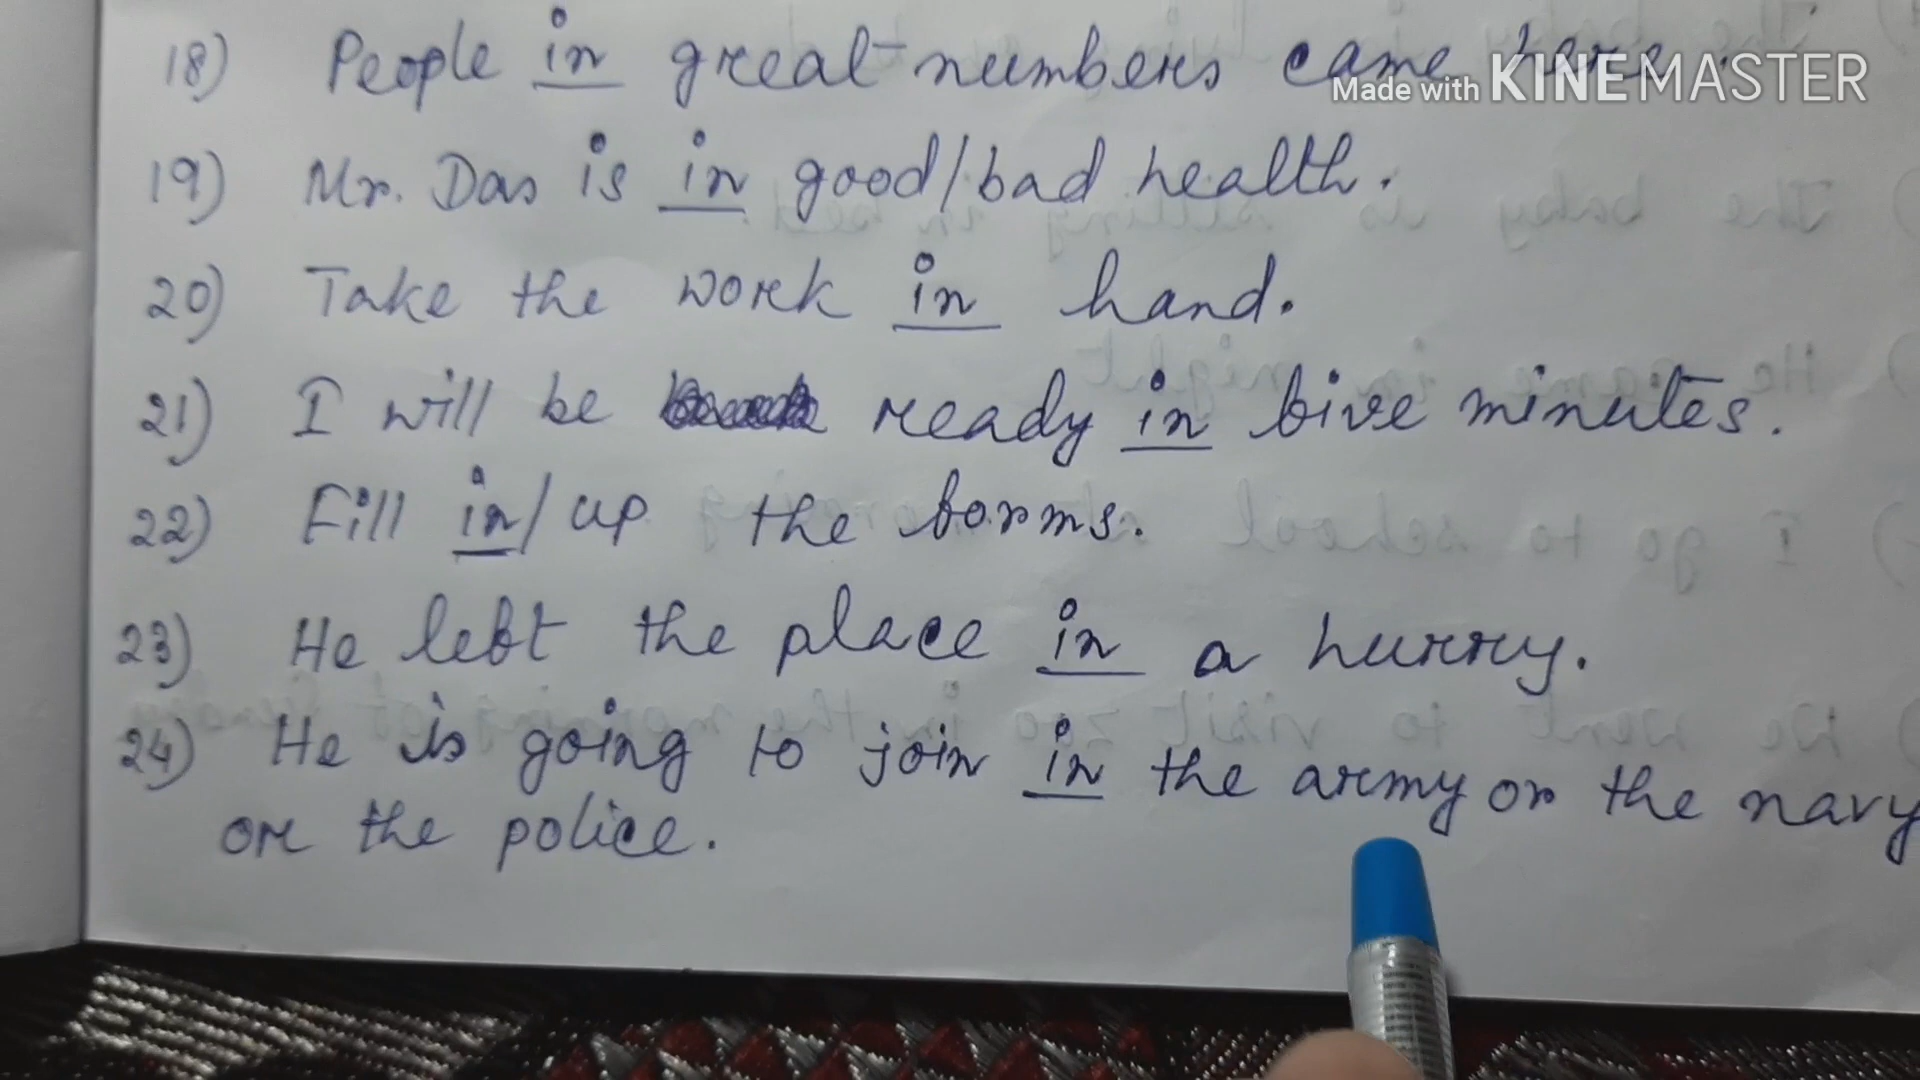 18) People in great numbers came here.
Made with KINEMASTER
19) Mr. Das is in good/bad health.
20) Take the work in hand.
21) I will be ready in five minutes.
22) Fill in/up the forms.
23) He left the place in a hurry.
24) He is going to join in the army or the navy
or the police.